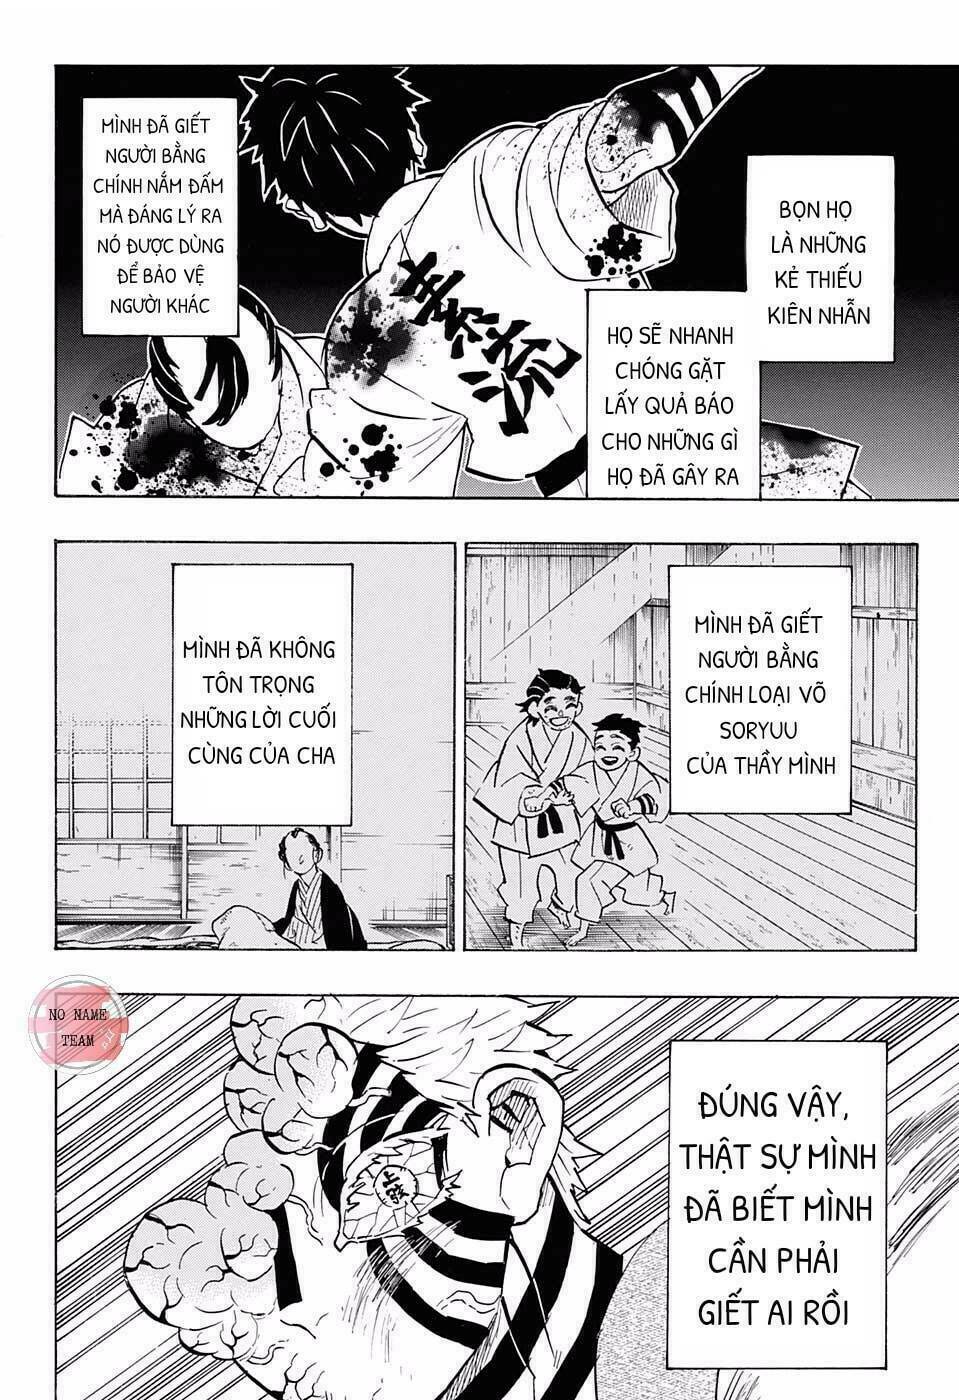 BỌN HỌ
LÀ NHỮNG
KẺ THIẾU
KIÊN NHẪN
HỌ SẼ NHANH
CHÓNG GẶT
LẤY QUẢ BÁO
CHO NHỮNG GÌ
HỌ ĐÃ GÂY RA
MÌNH ĐÃ GIẾT
NGƯỜI BẰNG
CHÍNH NẮM ĐẤM
MÀ ĐÁNG LÝ RA
NÓ ĐƯỢC DÙNG
ĐỂ BẢO VỆ
NGƯỜI KHÁC
素流
MÌNH ĐÃ GIẾT
NGƯỜI BẰNG
CHÍNH LOẠI VÕ
SORYUU
CỦA THẦY MÌNH
MÌNH ĐÃ KHÔNG
TÔN TRỌNG
NHỮNG LỜI CUỐI
CÙNG CỦA CHA
NO NAME
TEAM
ĐÚNG VẬY,
THẬT SỰ MÌNH
ĐÃ BIẾT MÌNH
CẦN PHẢI
GIẾT AI RỒI